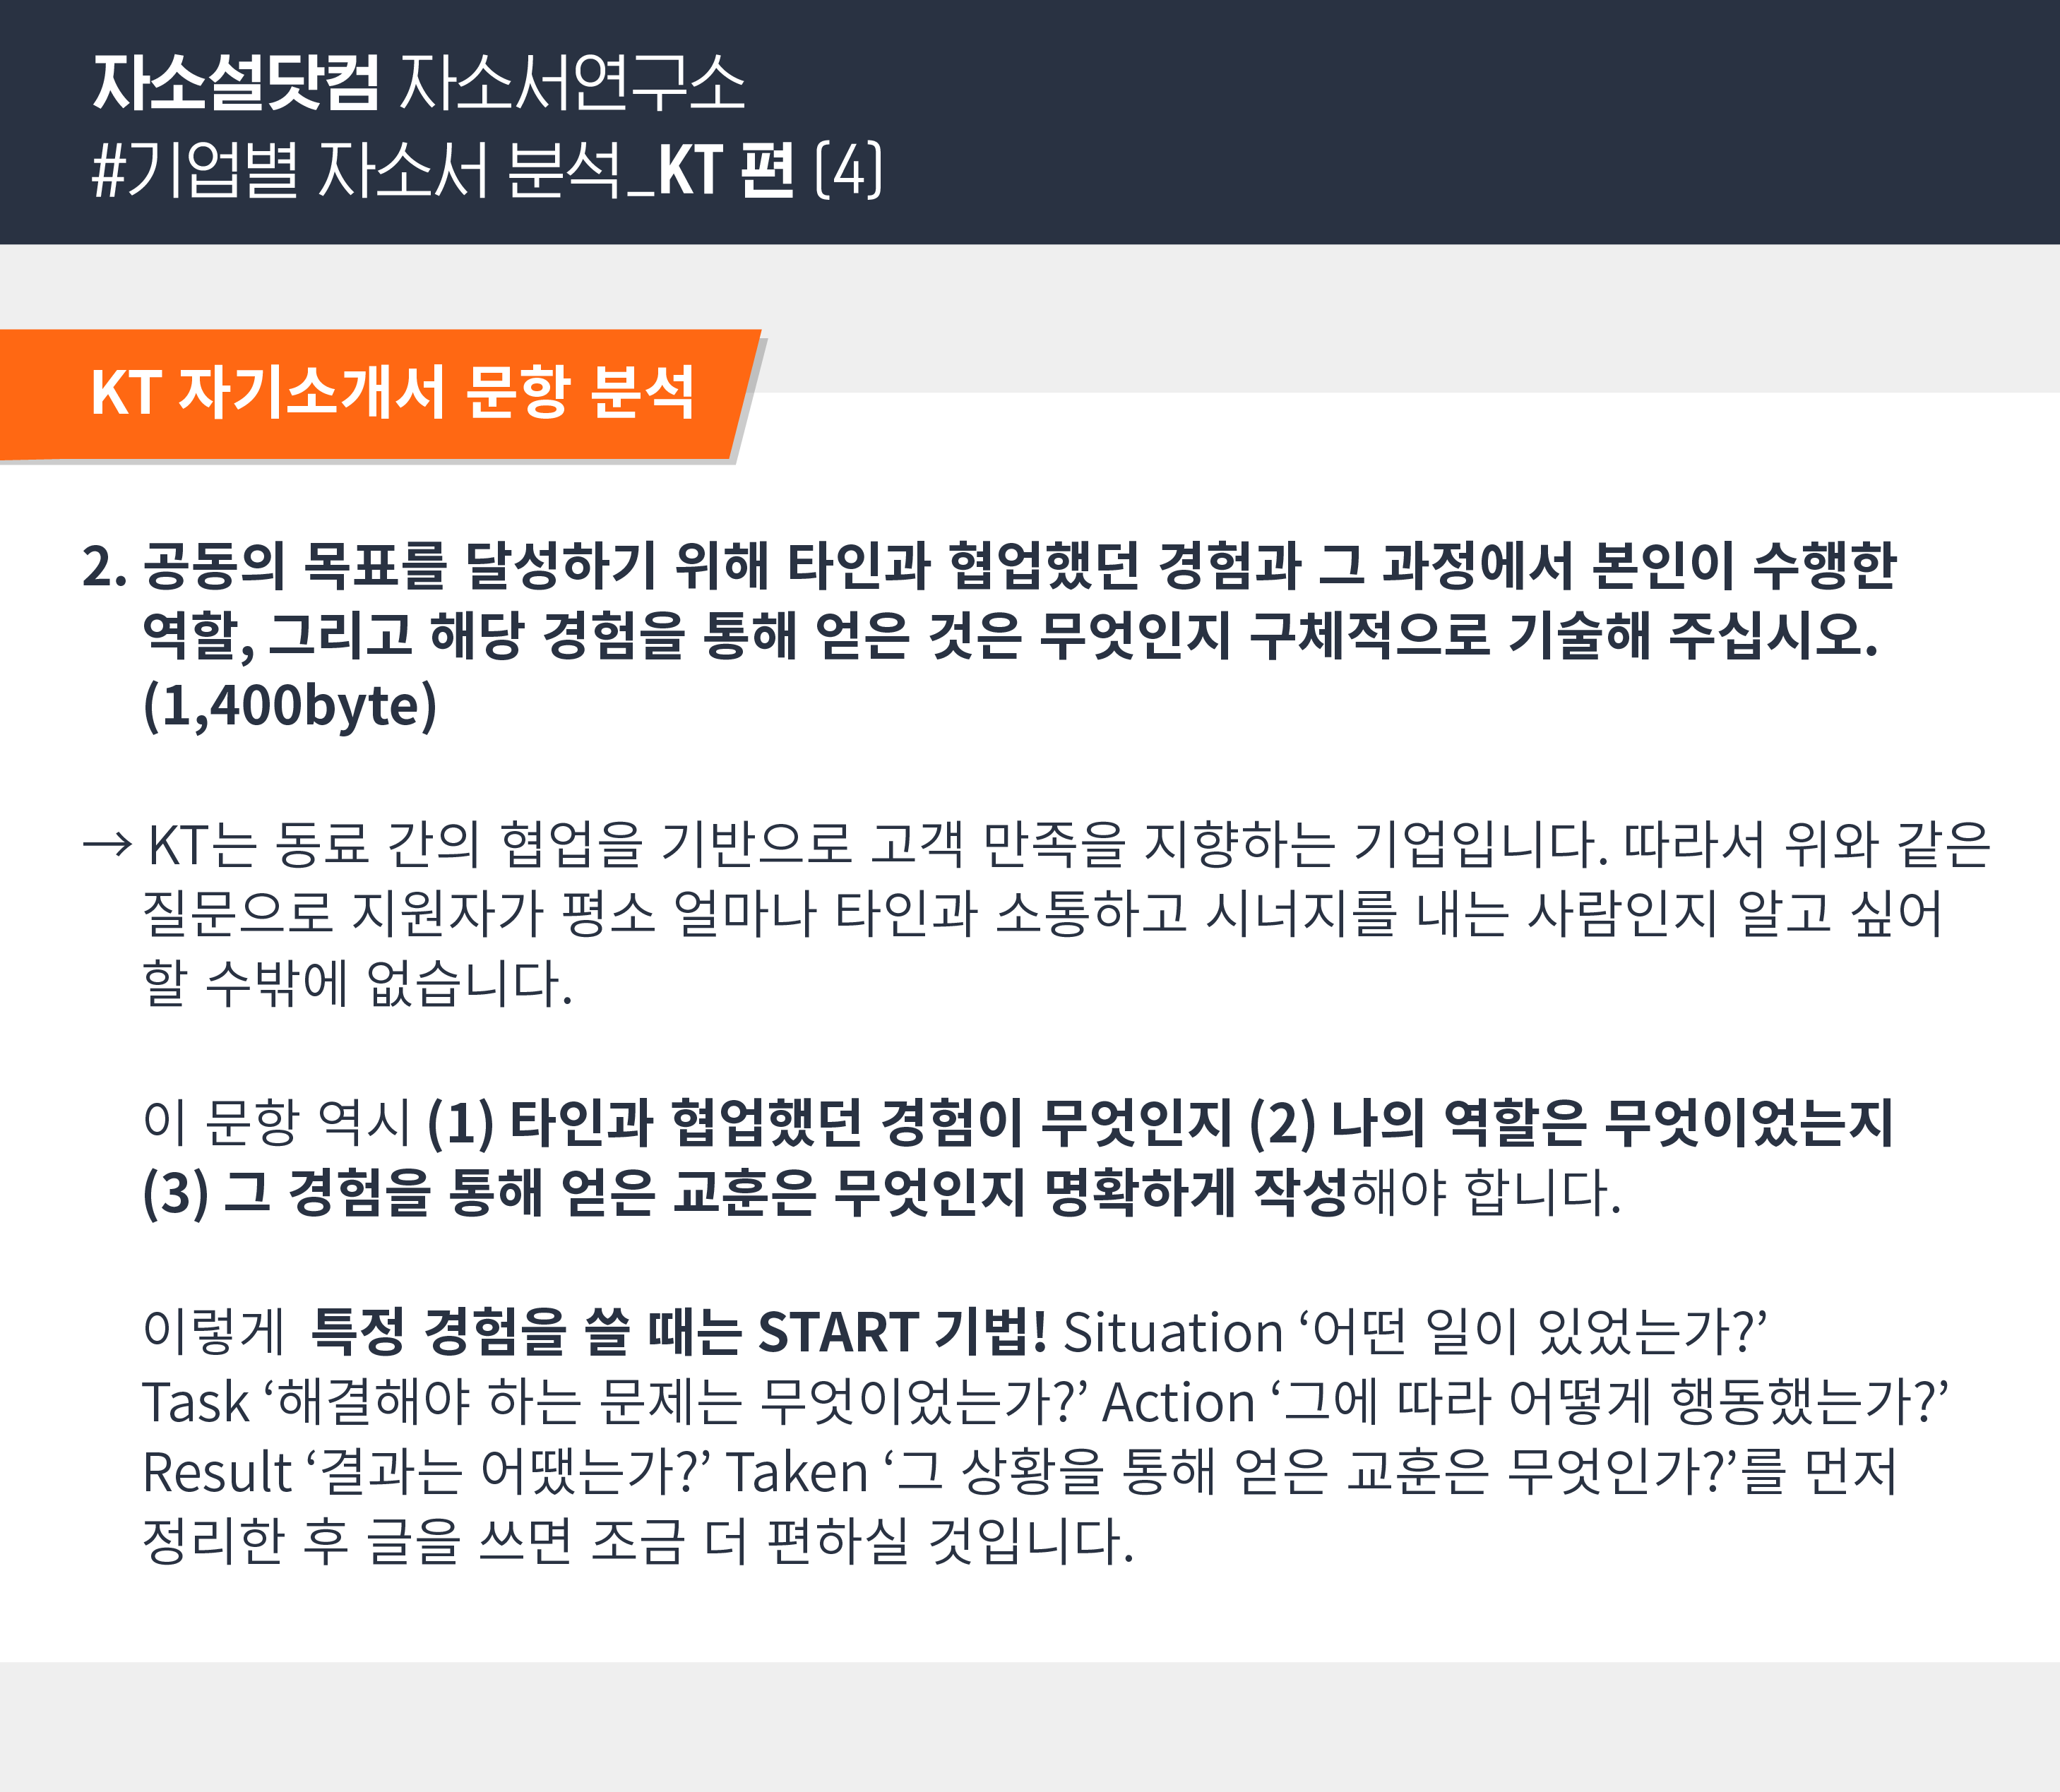 자소설닷컴 자소서연구소
#기업별 자소서 분석_KT 편 (4)
KT 자기소개서 문항 분석
2. 공동의 목표를 달성하기 위해 타인과 협업했던 경험과 그 과정에서 본인이 수행한
역할, 그리고 해당 경험을 통해 얻은 것은 무엇인지 구체적으로 기술해 주십시오.
(1,400byte)
→ KT는 동료 간의 협업을 기반으로 고객 만족을 지향하는 기업입니다. 따라서 위와 같은
질문으로 지원자가 평소 얼마나 타인과 소통하고 시너지를 내는 사람인지 알고 싶어
할 수밖에 없습니다.
이 문항 역시 (1) 타인과 협업했던 경험이 무엇인지 (2) 나의 역할은 무엇이었는지
(3) 그 경험을 통해 얻은 교훈은 무엇인지 명확하게 작성해야 합니다.
이렇게 특정 경험을 쓸 때는 START 기법! Situation ‘어떤 일이 있었는가?’
Task ‘해결해야 하는 문제는 무엇이었는가?’ Action ‘그에 따라 어떻게 행동했는가?’
Result ‘결과는 어땠는가?’ Taken ‘그 상황을 통해 얻은 교훈은 무엇인가?’를 먼저
정리한 후 글을 쓰면 조금 더 편하실 것입니다.